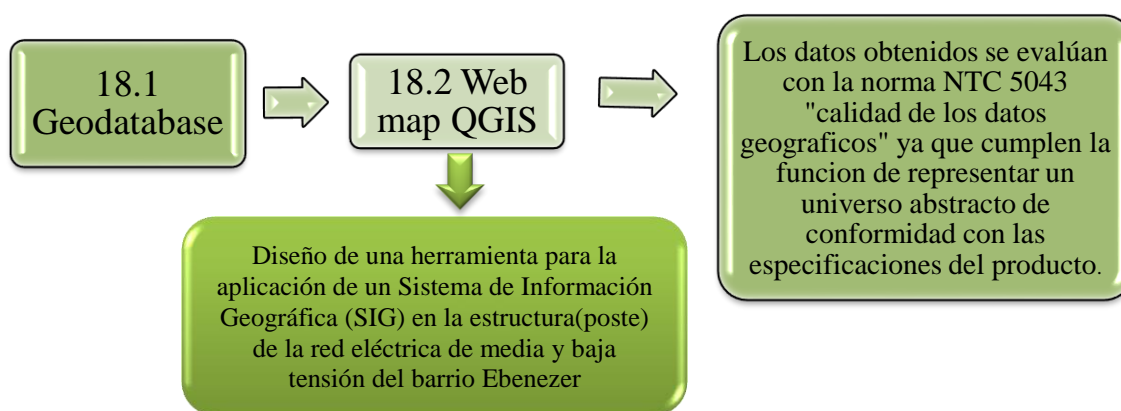 18.1
Geodatabase
18.2 Web
map QGIS
Los datos obtenidos se evalúan
con la norma NTC 5043
"calidad de los datos
geograficos" ya que cumplen la
funcion de representar un
universo abstracto de
conformidad con las
especificaciones del producto.
Diseño de una herramienta para la
aplicación de un Sistema de Información
Geográfica (SIG) en la estructura(poste)
de la red eléctrica de media y baja
tensión del barrio Ebenezer